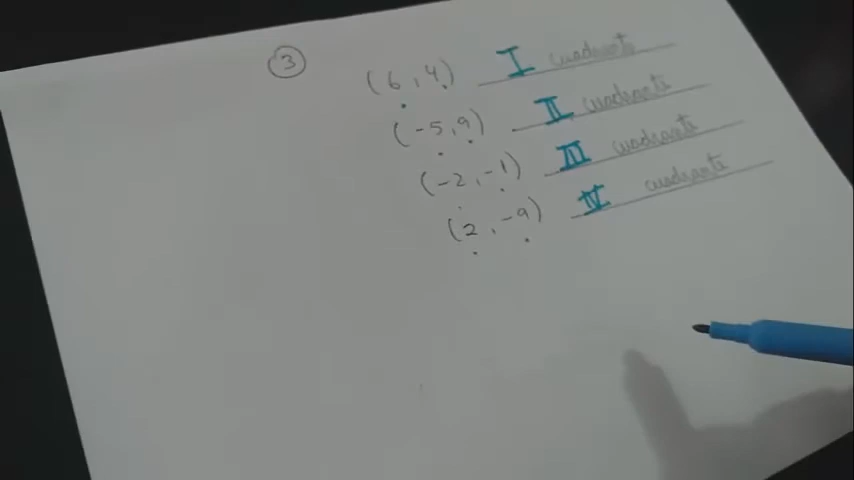 3
(6, 4) I cuadrante
(-5, 9) II cuadrante
(-2, -1) III cuadrante
(2, -9) IV cuadrante